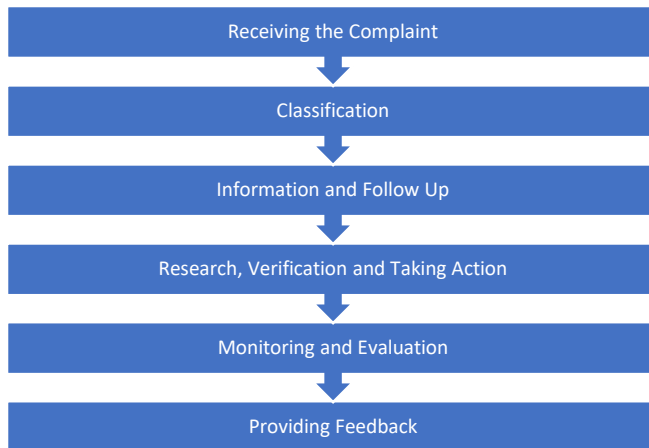 Receiving the Complaint
Classification
Information and Follow Up
Research, Verification and Taking Action
Monitoring and Evaluation
Providing Feedback